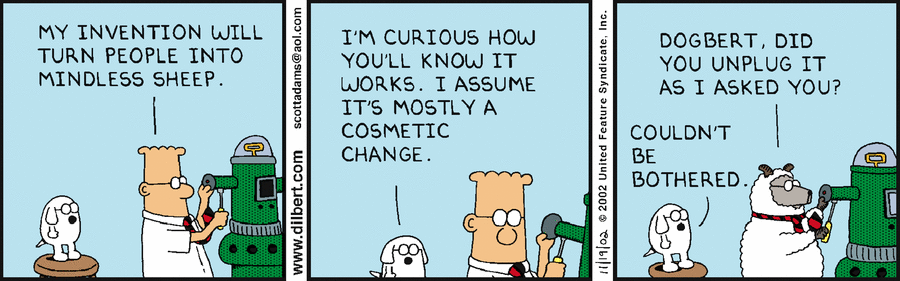 MY INVENTION WILL
TURN PEOPLE INTO
MINDLESS SHEEP.
www.dilbert.com scottadams@aol.com
I'M CURIOUS HOW
YOU'LL KNOW IT
WORKS. I ASSUME
IT'S MOSTLY A
COSMETIC
CHANGE.
11/19/02 © 2002 United Feature Syndicate, Inc.
DOGBERT, DID
YOU UNPLUG IT
AS I ASKED YOU?
COULDN'T
BE
BOTHERED.